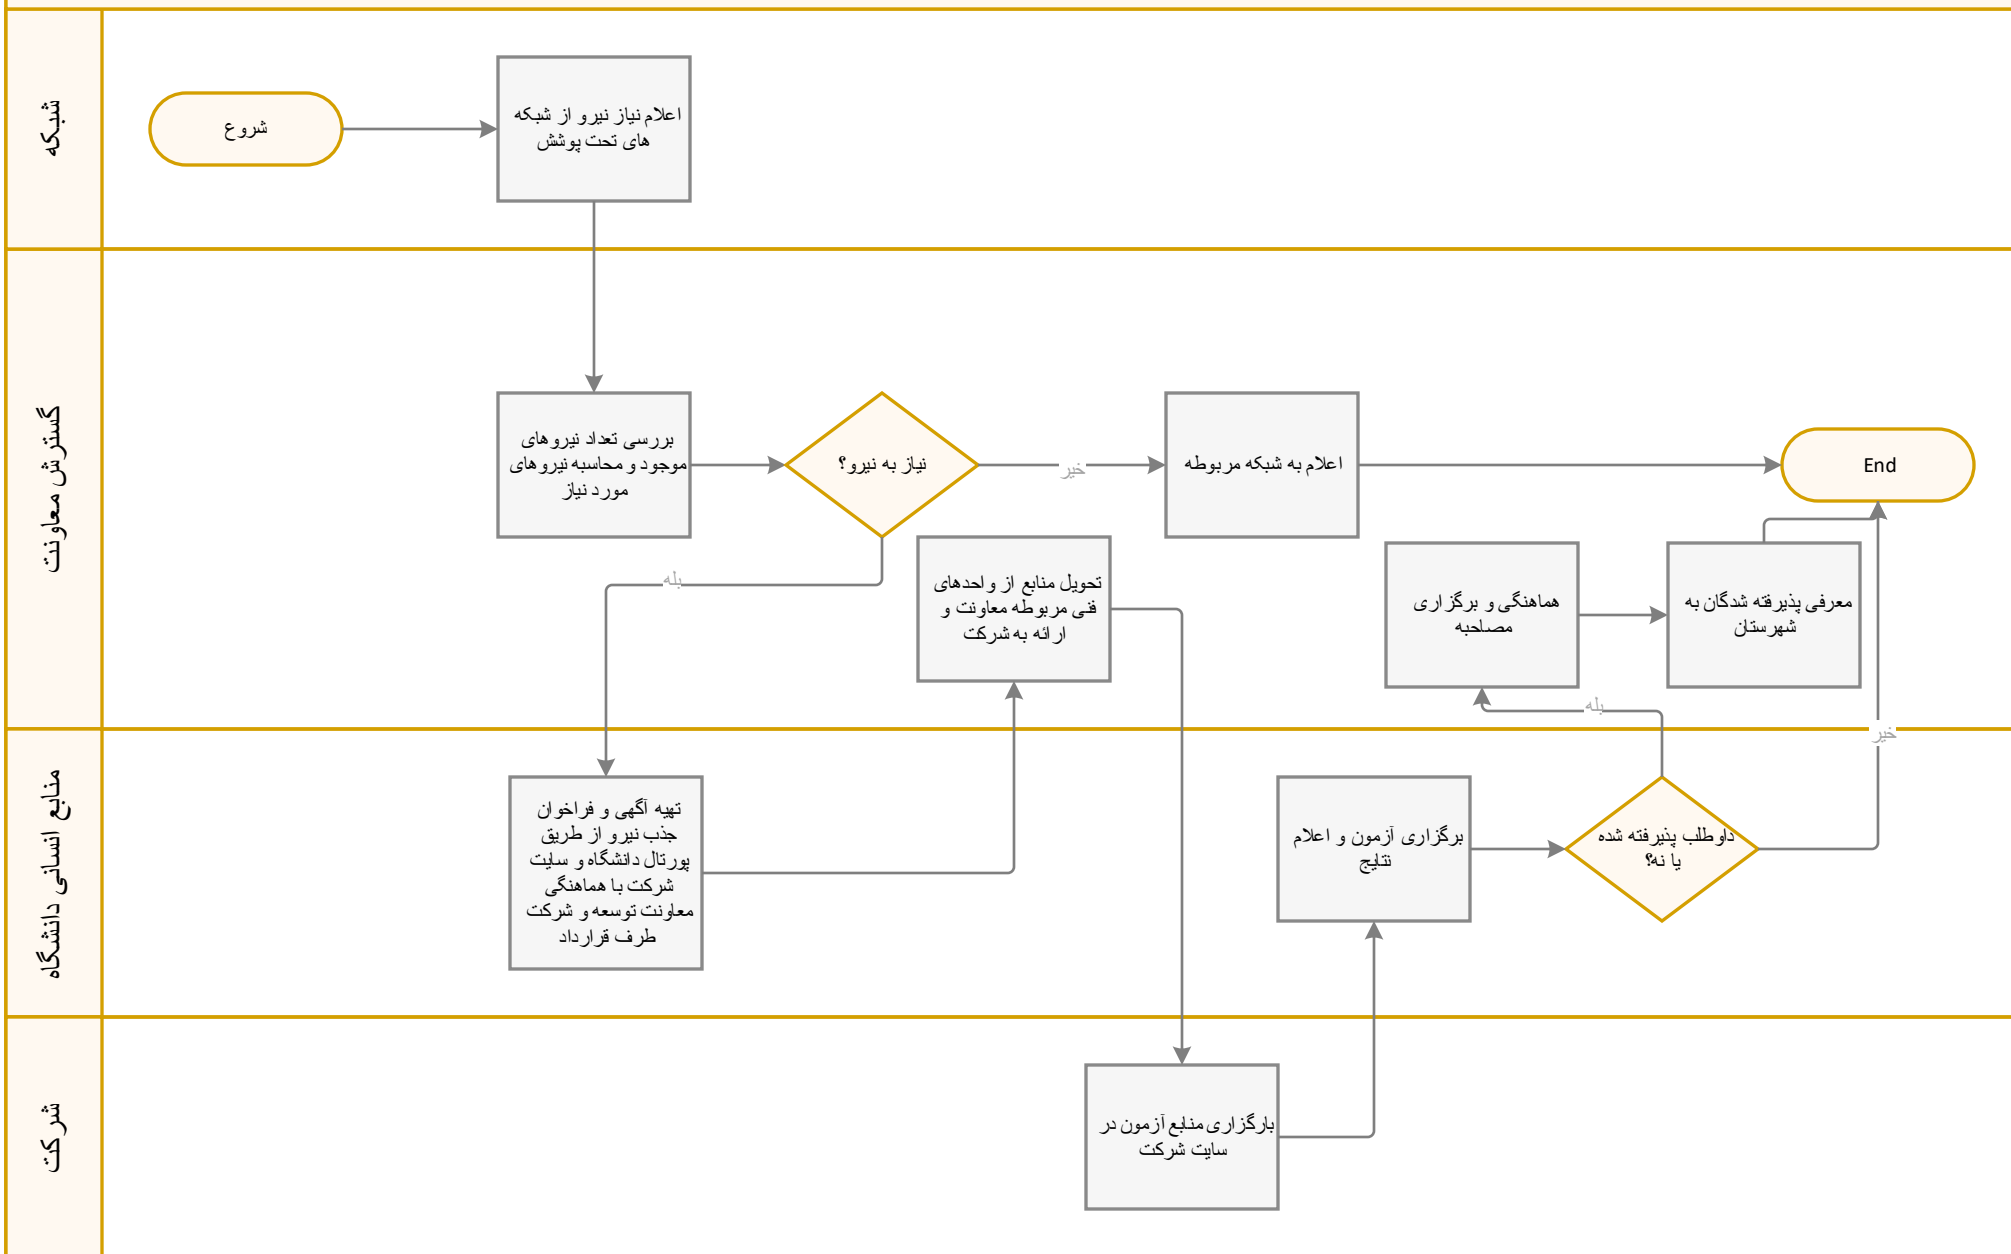 شبکه
شروع
اعلام نیاز نیرو از شبکه
های تحت پوشش
گسترش معاونت
بررسی تعداد نیروهای
موجود و محاسبه نیروهای
مورد نیاز
نیاز به نیرو؟
خیر
اعلام به شبکه مربوطه
End
بله
تحویل منابع از واحدهای
فنی مربوطه معاونت و
ارائه به شرکت
هماهنگی و برگزاری
مصاحبه
معرفی پذیرفته شدگان به
شهرستان
بله
خیر
منابع انسانی دانشگاه
تهیه آگهی و فراخوان
جذب نیرو از طریق
پورتال دانشگاه و سایت
شرکت با هماهنگی
معاونت توسعه و شرکت
طرف قرارداد
برگزاری آزمون و اعلام
نتایج
داوطلب پذیرفته شده
یا نه؟
شرکت
بارگزاری منابع آزمون در
سایت شرکت